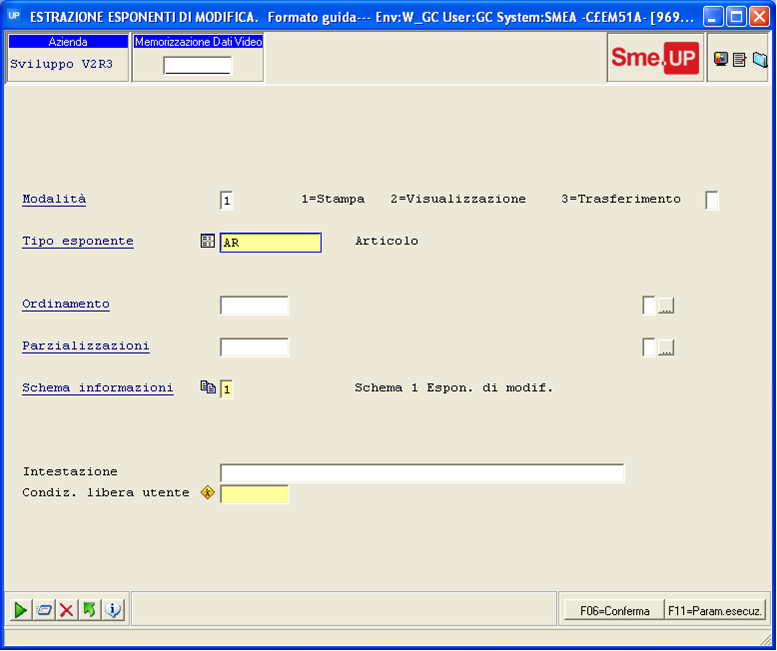 UP ESTRAZIONE ESPONENTI DI MODIFICA. Formato guida--- Env:W_GC User:GC System:SMEA -C£EM51A- [969...
Azienda
Memorizzazione Dati Video
Sviluppo V2R3
Sme.UP
Modalità 1 1=Stampa 2=Visualizzazione 3=Trasferimento
Tipo esponente AR Articolo
Ordinamento ...
Parzializzazioni ...
Schema informazioni 1 Schema 1 Espon. di modif.
Intestazione
Condiz. libera utente
F06=Conferma F11=Param.esecuz.